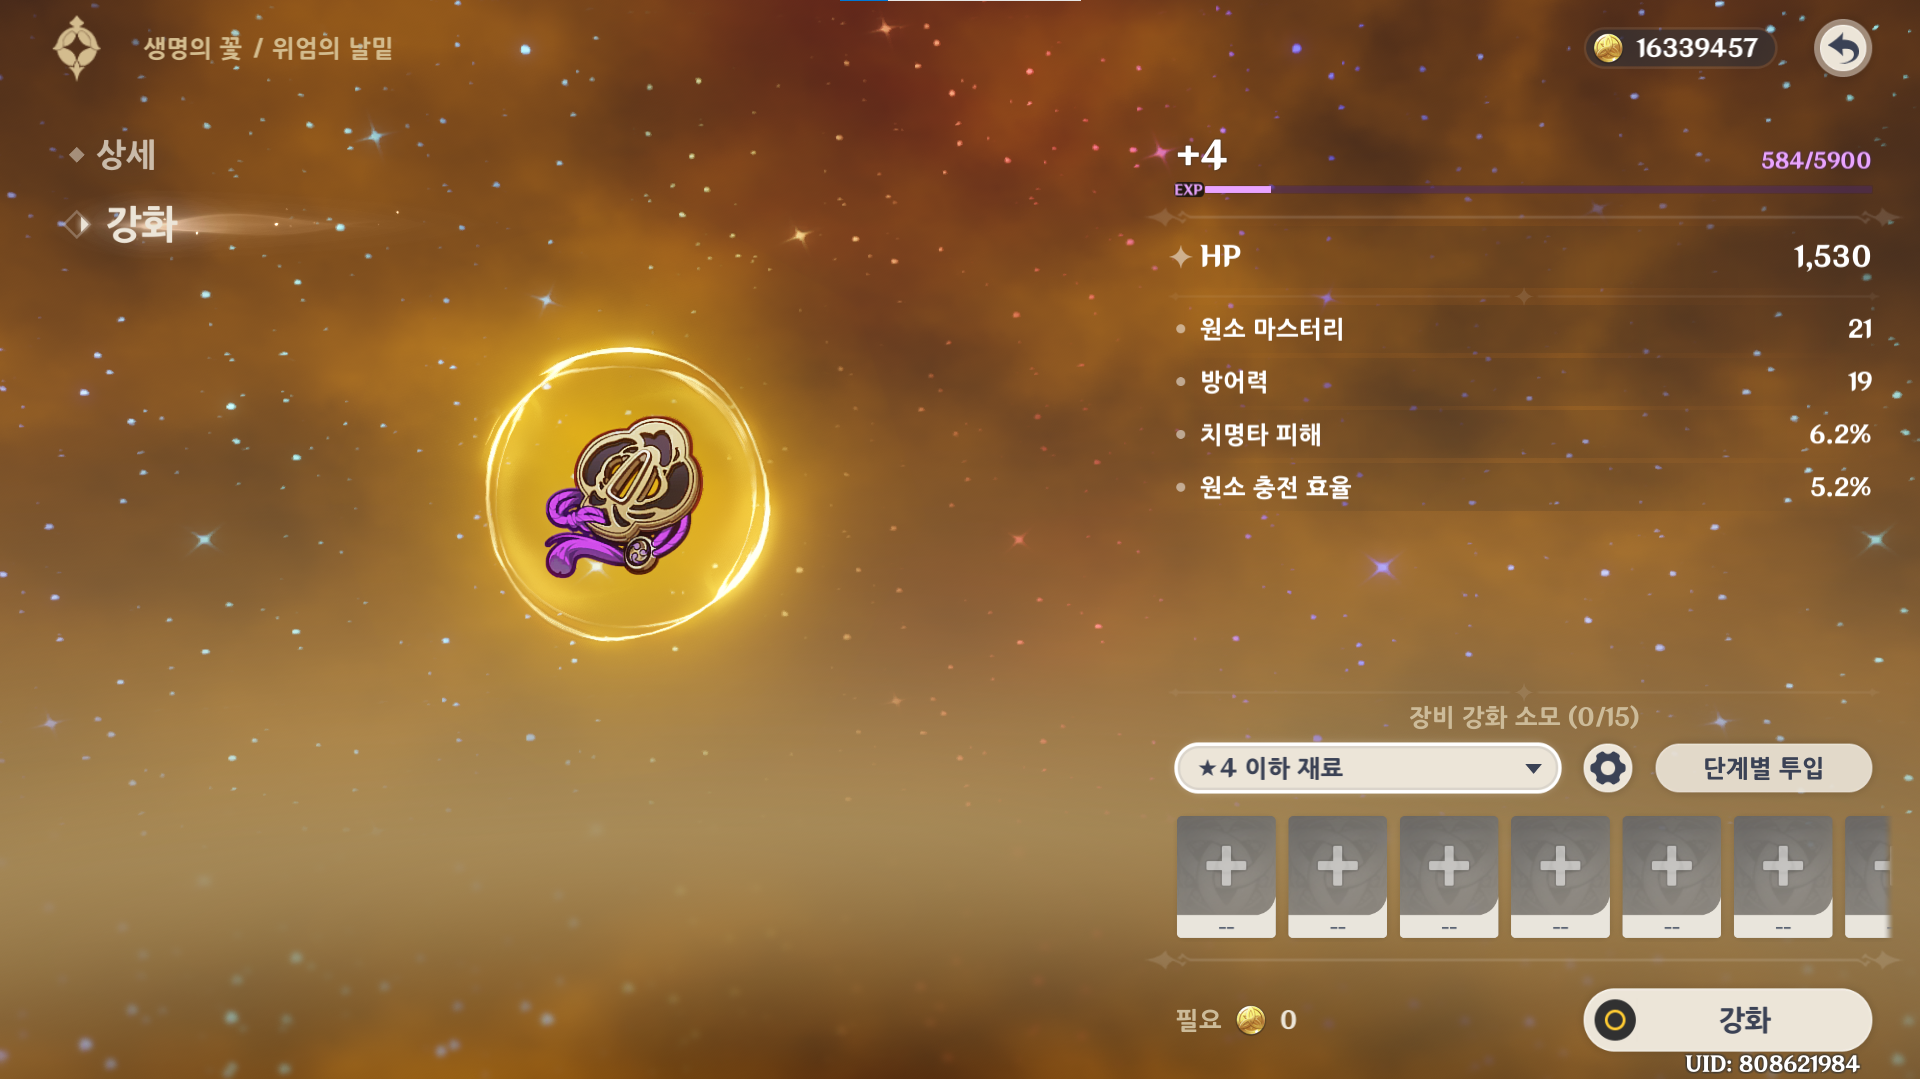 생명의 꽃 / 위엄의 날밑
16339457
상세
강화
+4
584/5900
EXP
HP 1,530
원소 마스터리 21
방어력 19
치명타 피해 6.2%
원소 충전 효율 5.2%
장비 강화 소모 (0/15)
★4 이하 재료
단계별 투입
-- -- -- -- -- --
필요 0
강화
UID: 808621984